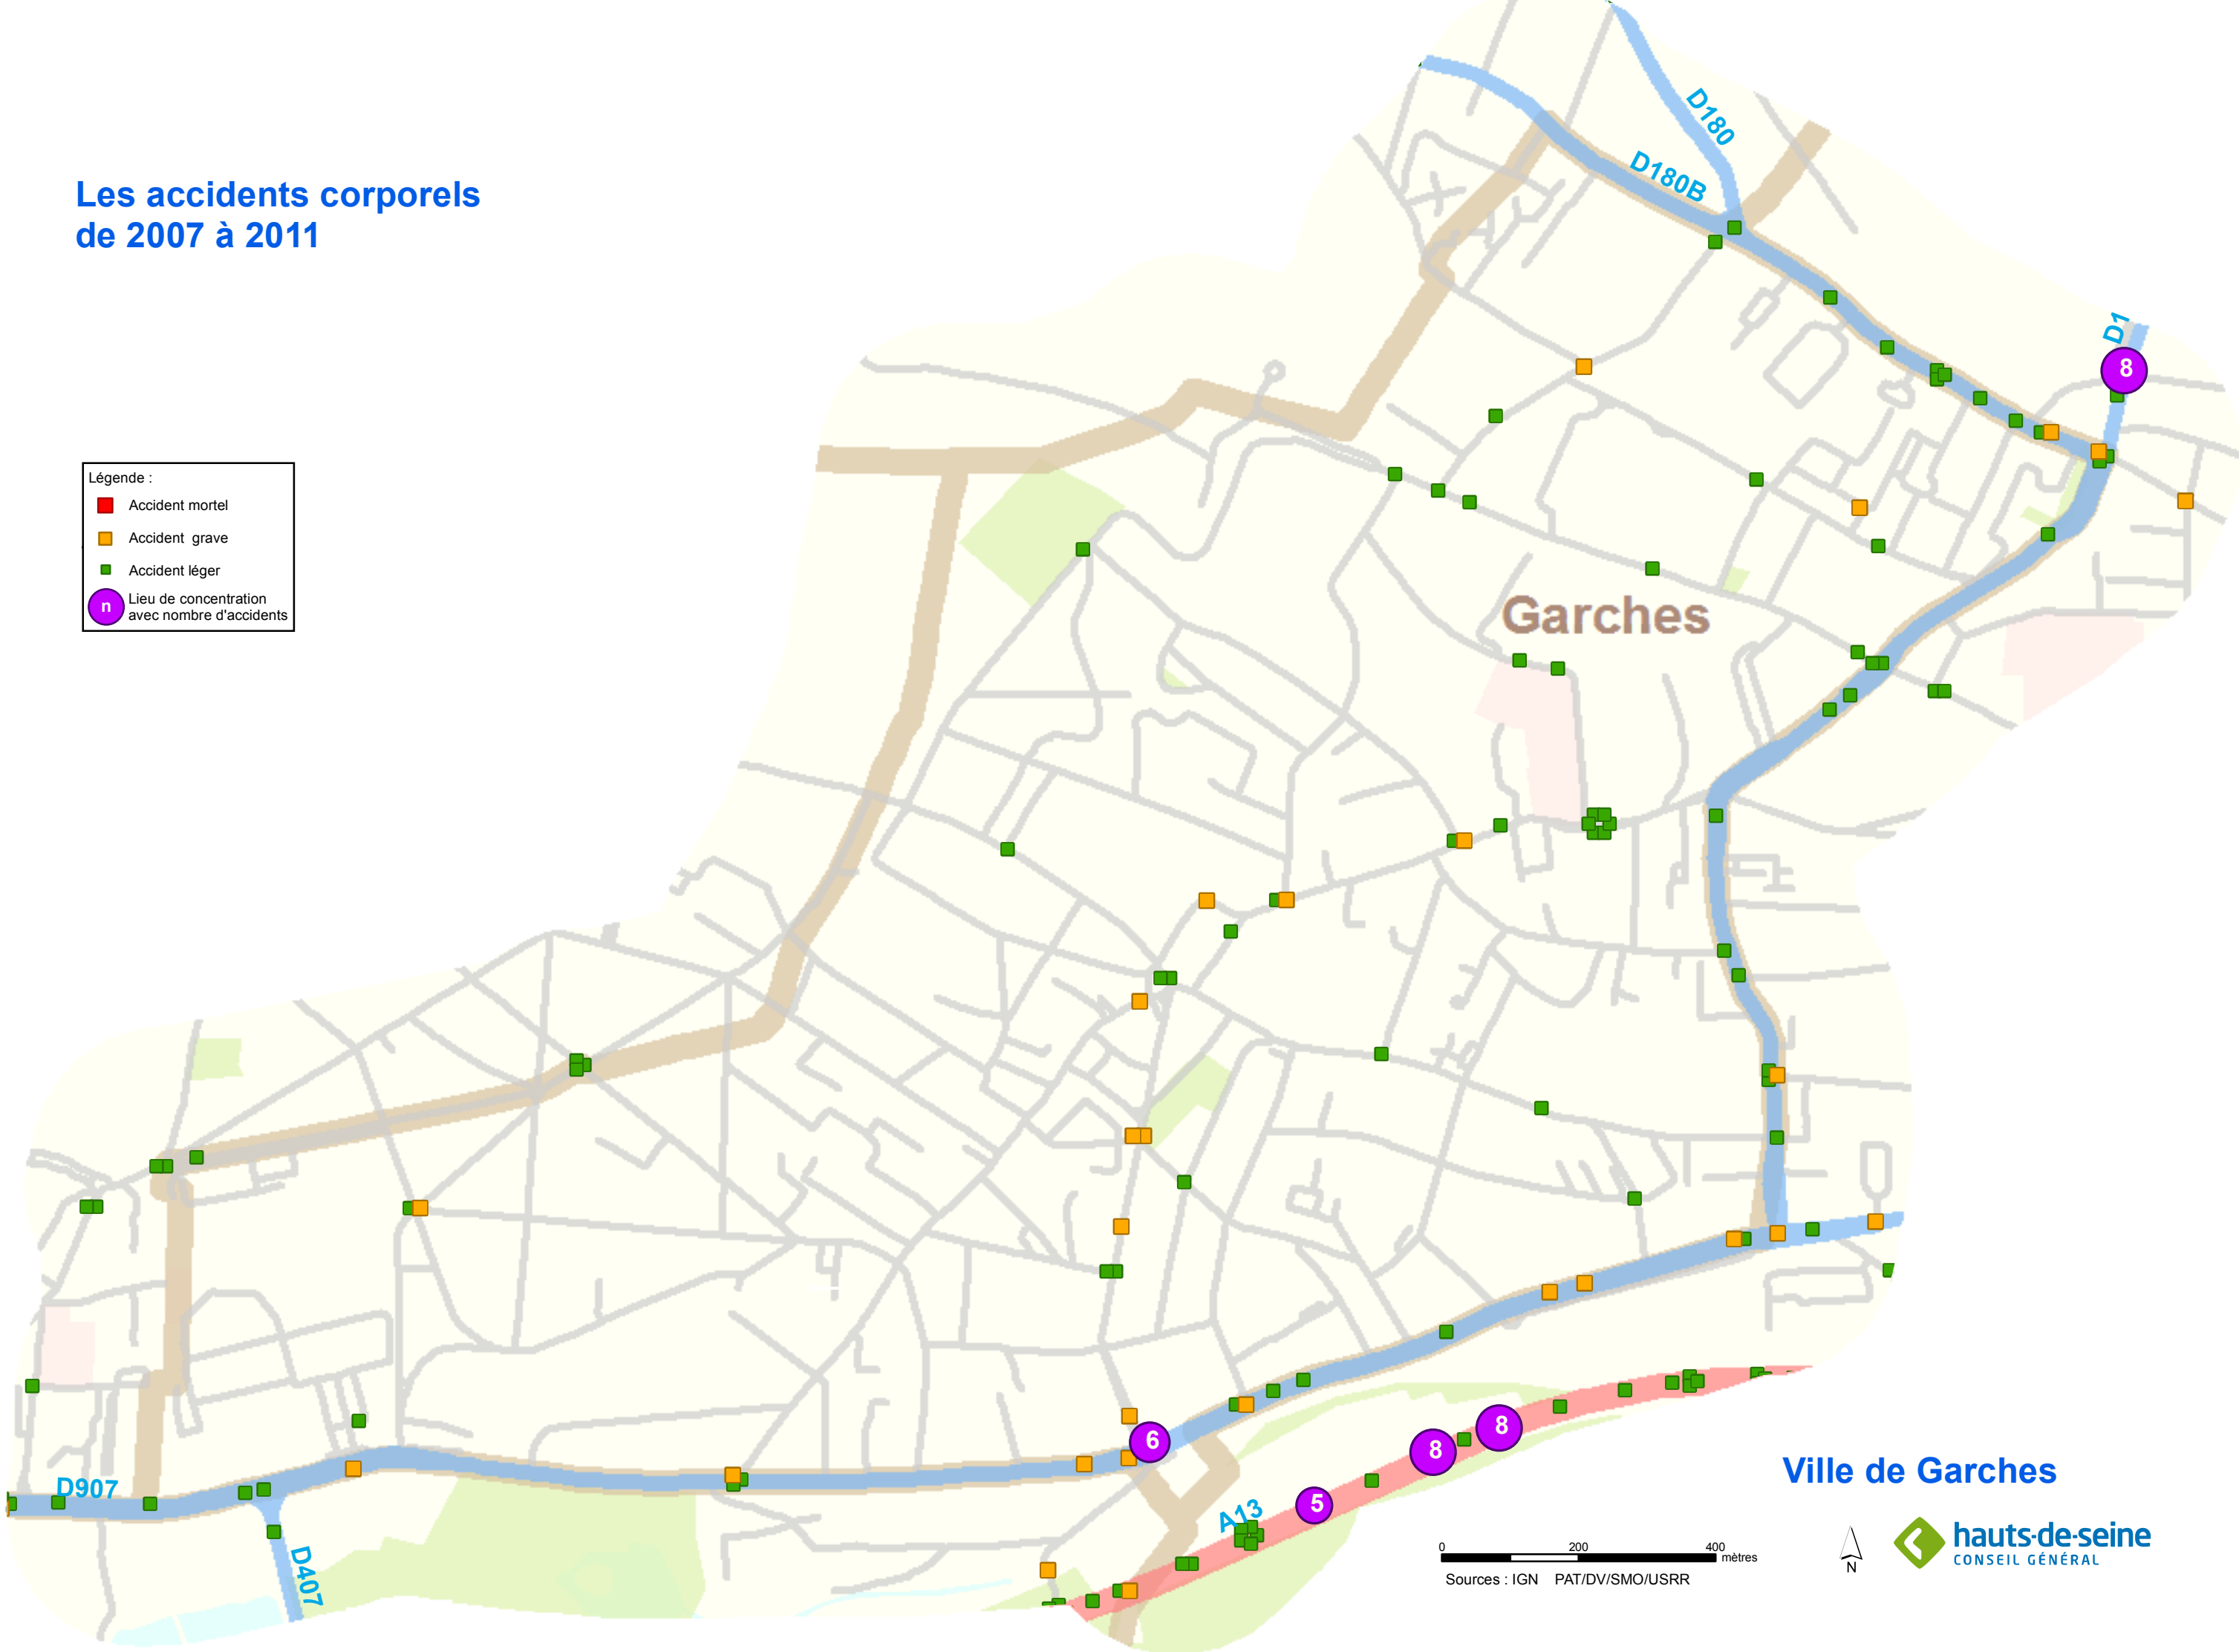 Les accidents corporels
de 2007 à 2011
D180
D180B
D1
8
Légende :
Accident mortel
Accident grave
Accident léger
n
Lieu de concentration
avec nombre d'accidents
Garches
6
8
8
5
D907
A13
D407
Ville de Garches
0 200 400
mètres
Sources : IGN PAT/DV/SMO/USRR
N
hauts-de-seine
CONSEIL GÉNÉRAL